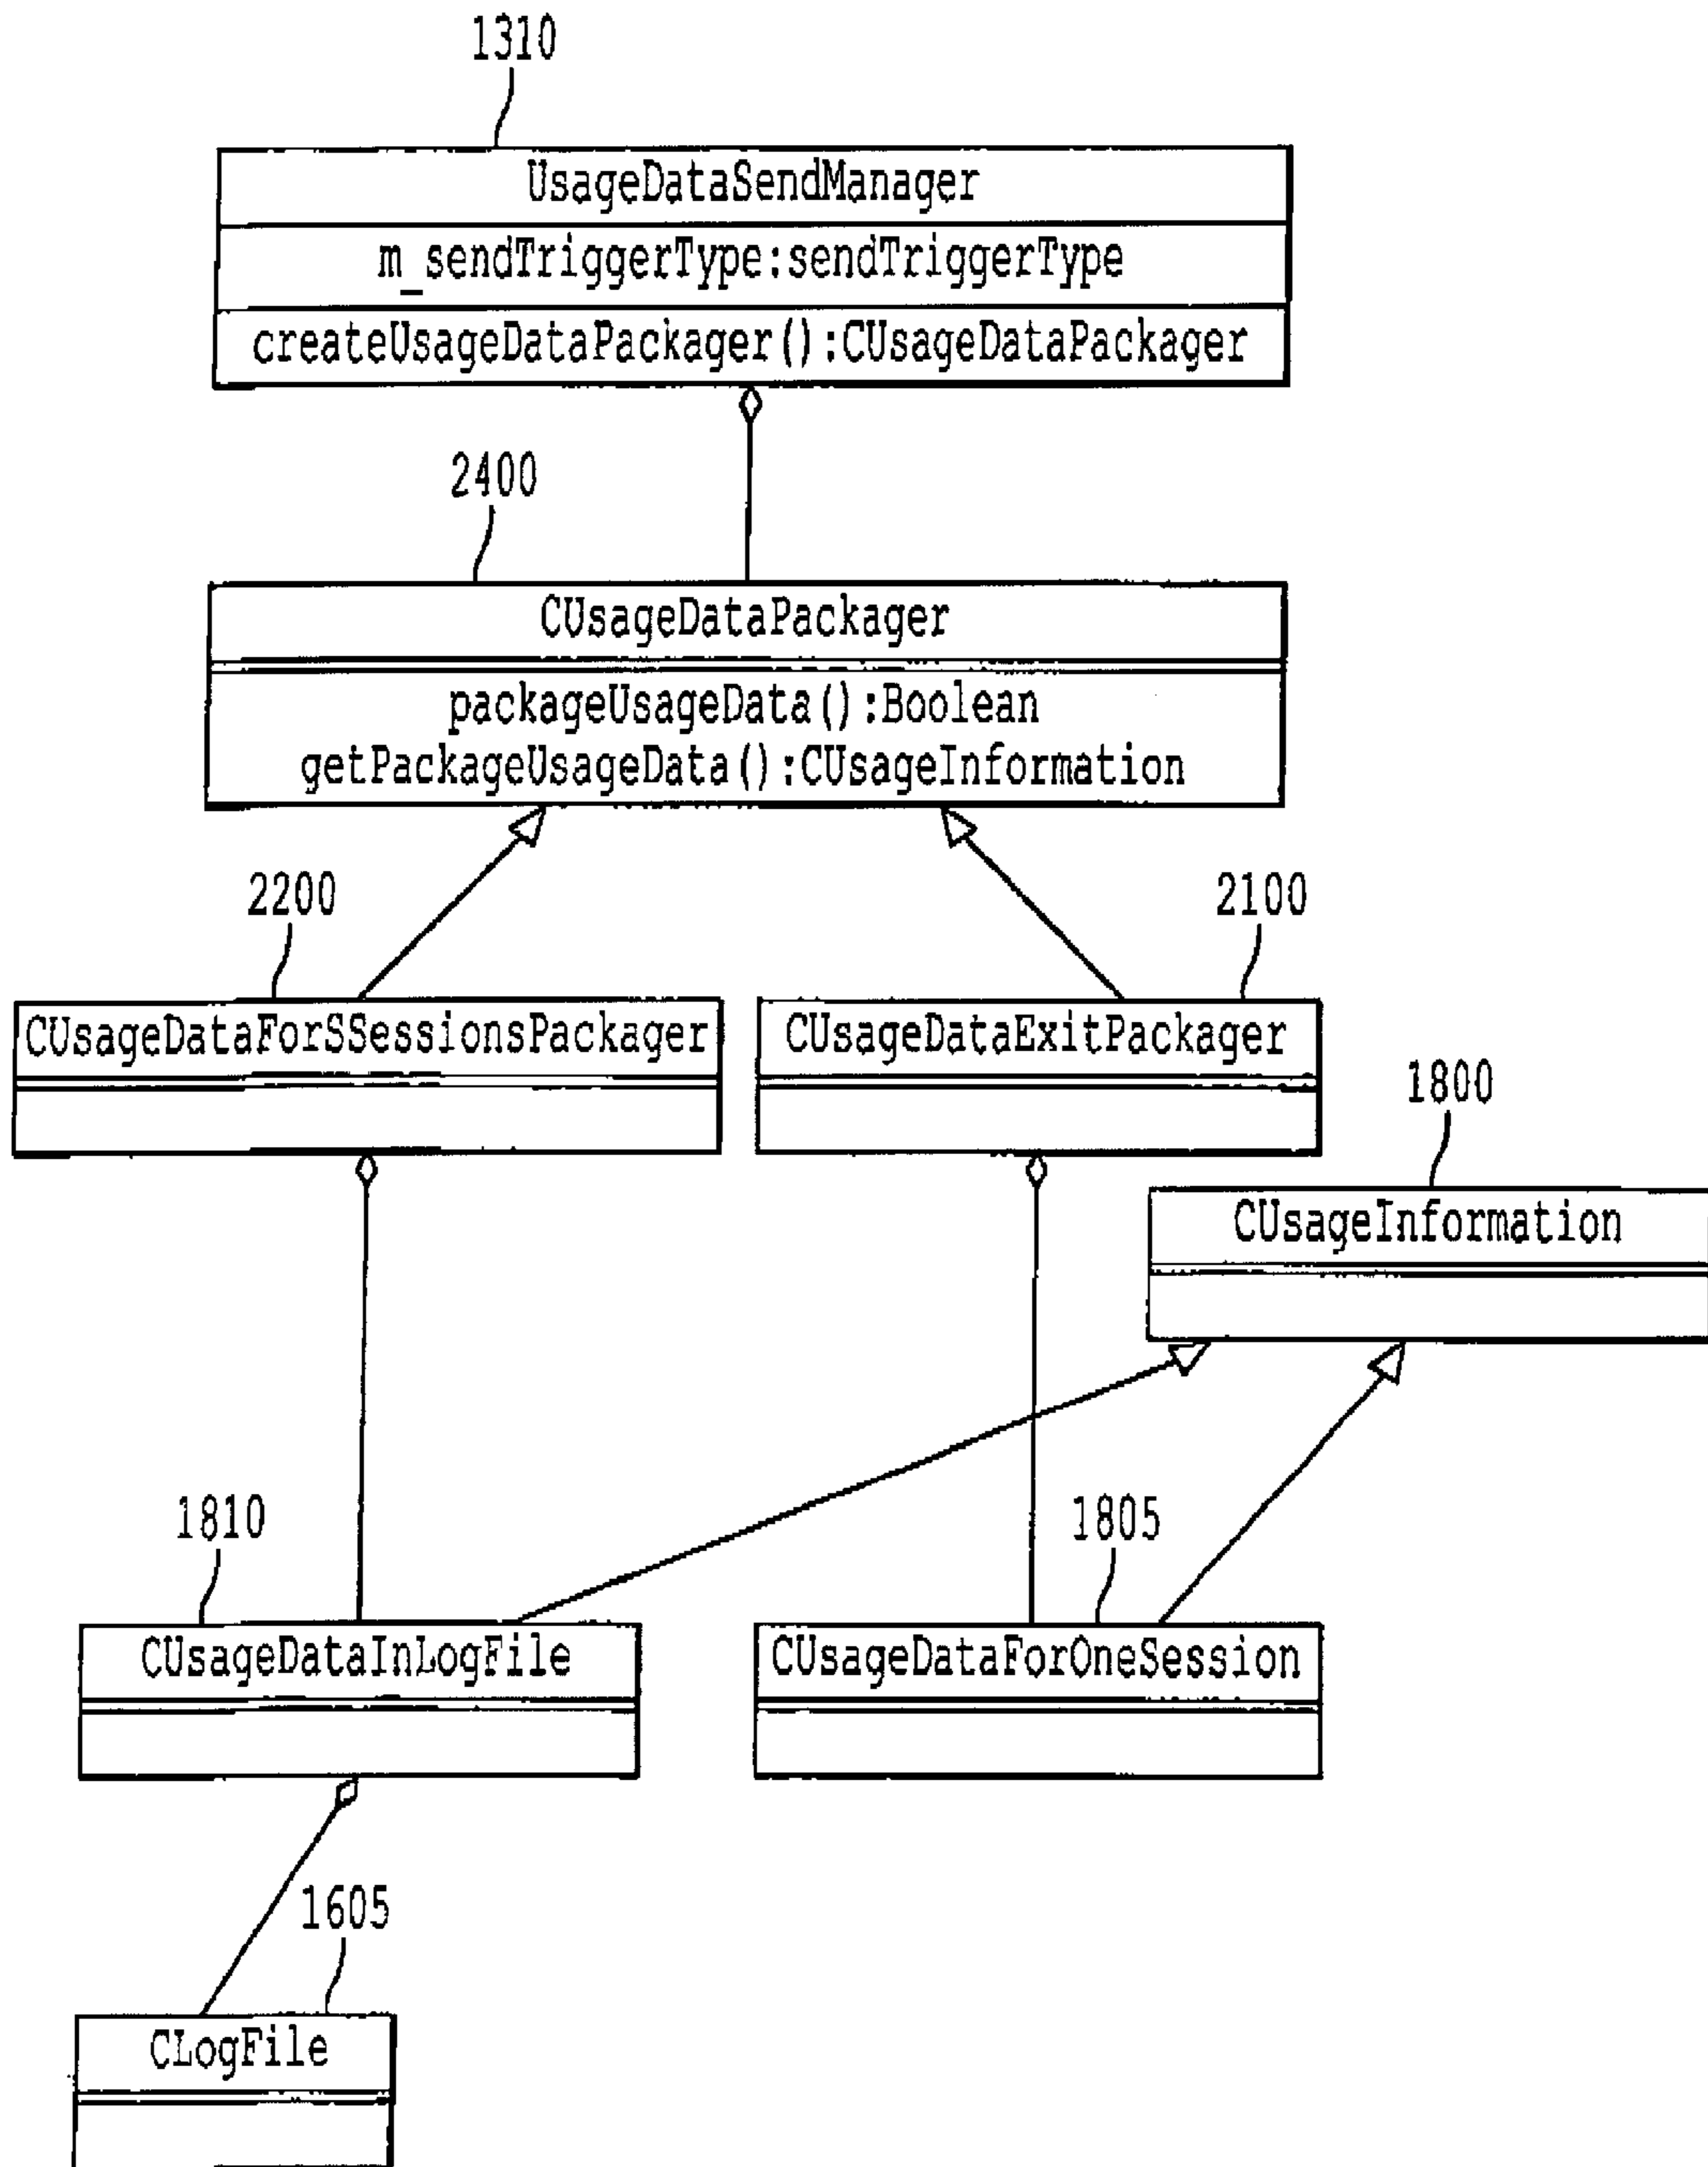 1310
UsageDataSendManager
m_sendTriggerType:sendTriggerType
createUsageDataPackager():CUsageDataPackager
2400
CUsageDataPackager
packageUsageData():Boolean
getPackageUsageData():CUsageInformation
2200
2100
CUsageDataForSSessionsPackager
CUsageDataExitPackager
1800
CUsageInformation
1810
1805
CUsageDataInLogFile
CUsageDataForOneSession
1605
CLogFile